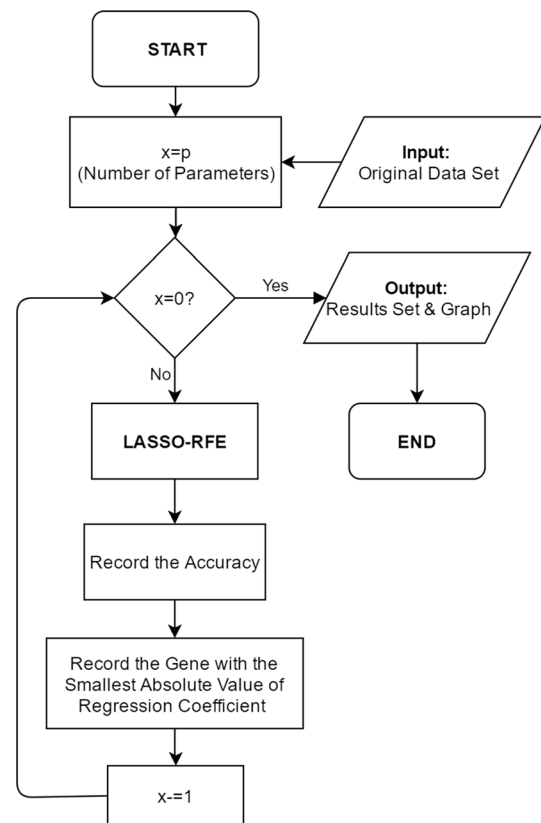 START
x=p
(Number of Parameters)
Input:
Original Data Set
x=0?
Yes
Output:
Results Set & Graph
No
LASSO-RFE
END
Record the Accuracy
Record the Gene with the
Smallest Absolute Value of
Regression Coefficient
x-=1